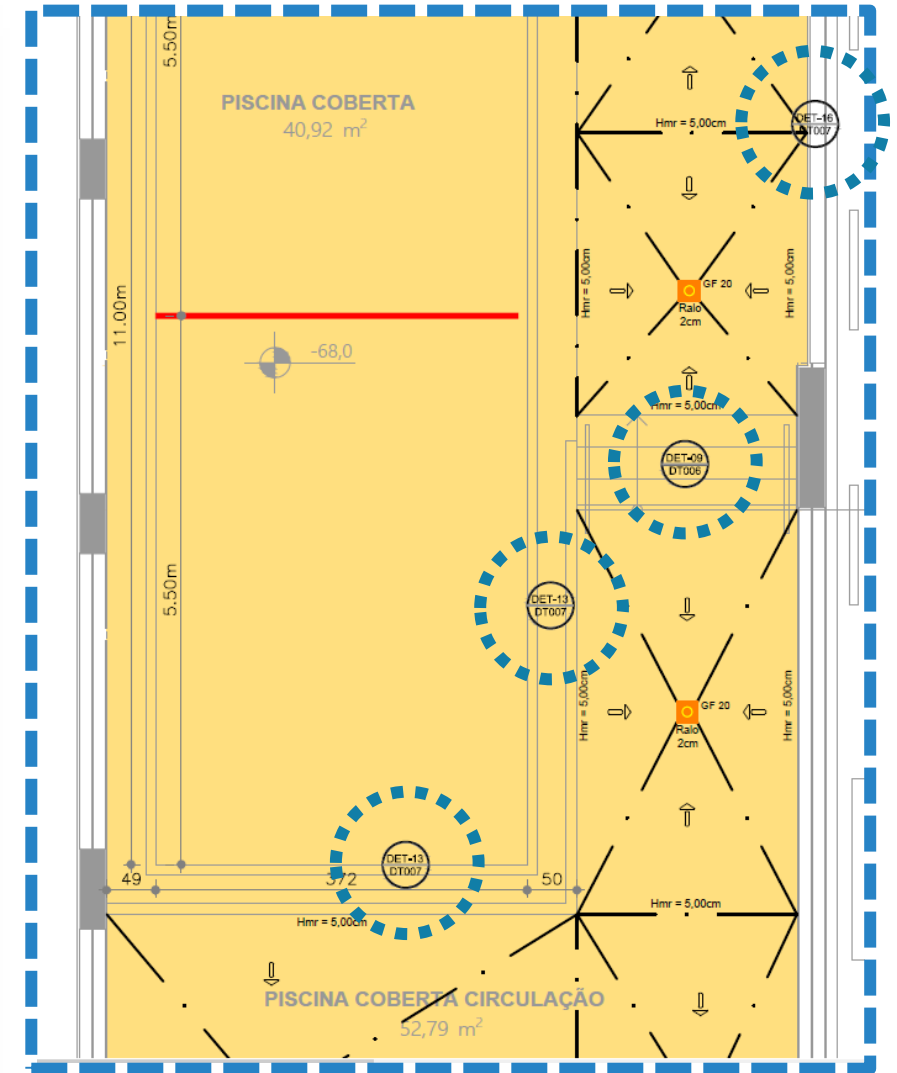 5.50m
PISCINA COBERTA
40,92 m²
Hmr = 5,00cm
DET-16
DT007
Hmr = 5,00cm
Hmr = 5,00cm
GF 20
Ralo
2cm
11.00m
-68,0
Hmr = 5,00cm
DET-09
DT006
5.50m
DET-13
DT007
Hmr = 5,00cm
Hmr = 5,00cm
GF 20
Ralo
2cm
DET-13
DT007
49
372
50
Hmr = 5,00cm
Hmr = 5,00cm
PISCINA COBERTA CIRCULAÇÃO
52,79 m²